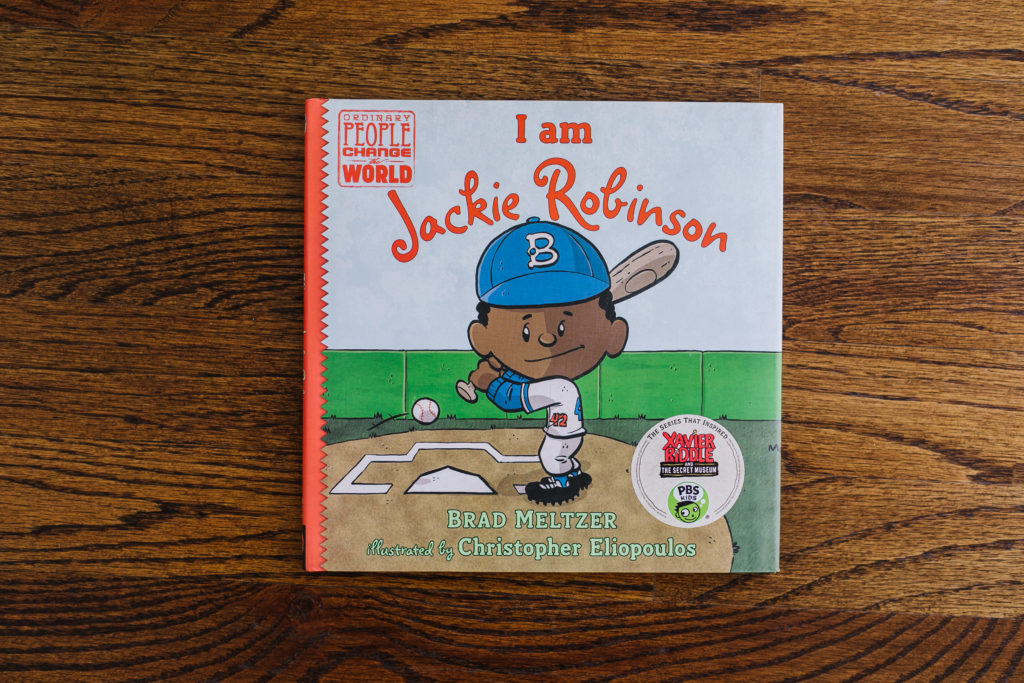 ORDINARY
PEOPLE
CHANGE
the
WORLD
I am
Jackie Robinson
B
42
THE SERIES THAT INSPIRED
XAVIER
RIDDLE
AND
THE SECRET MUSEUM
PBS
KIDS
BRAD MELTZER
illustrated by Christopher Eliopoulos